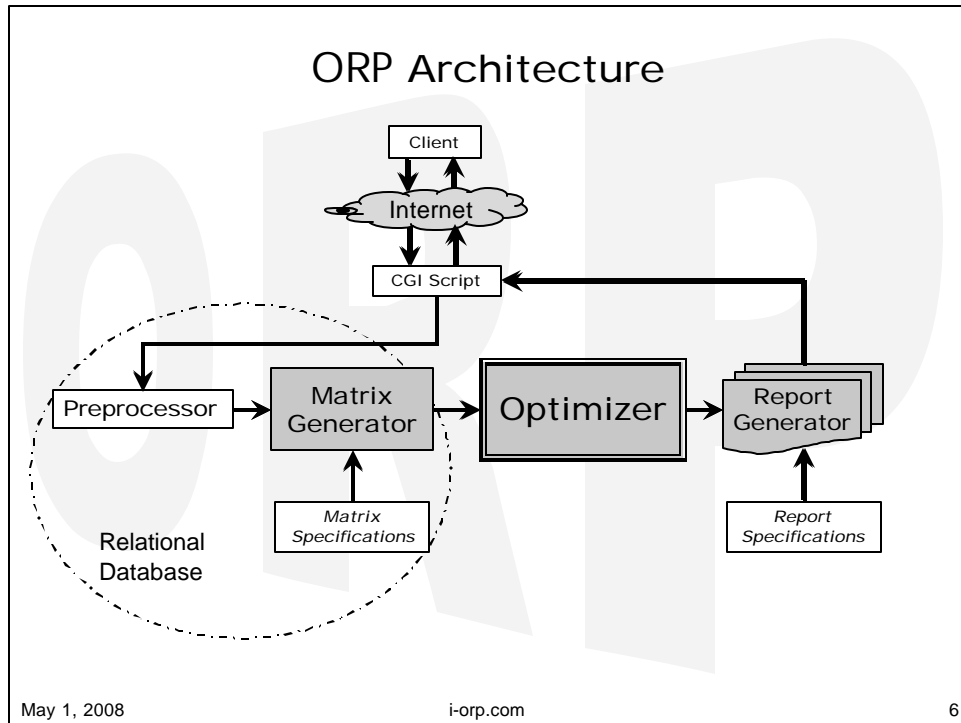 ORP Architecture
Client
Internet
CGI Script
Preprocessor
Matrix
Generator
Optimizer
Report
Generator
Matrix
Specifications
Report
Specifications
Relational
Database
ORP
May 1, 2008
i-orp.com
6